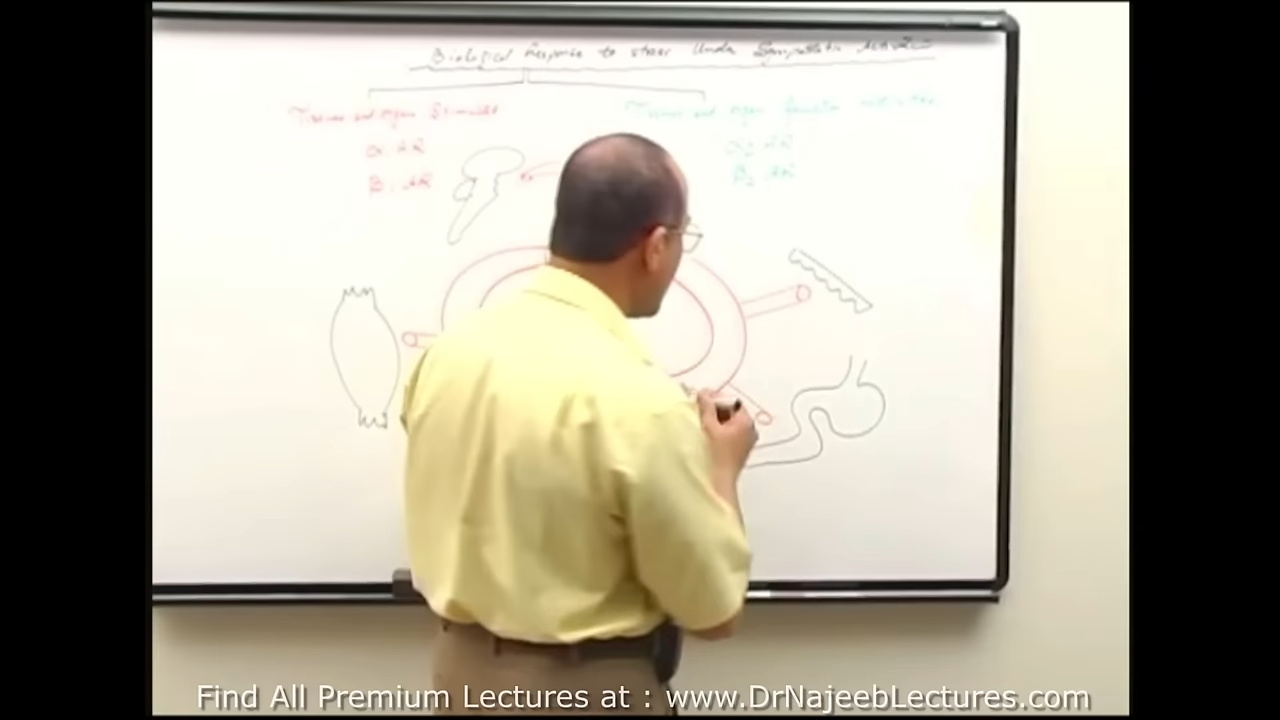 Biological Response to stress Under Sympathetic Activation
Tissue and organ Stimulated
Tissue and organ function
α₁ AR
α₂ AR
β₁ AR
β₂ AR
Find All Premium Lectures at : www.DrNajeebLectures.com